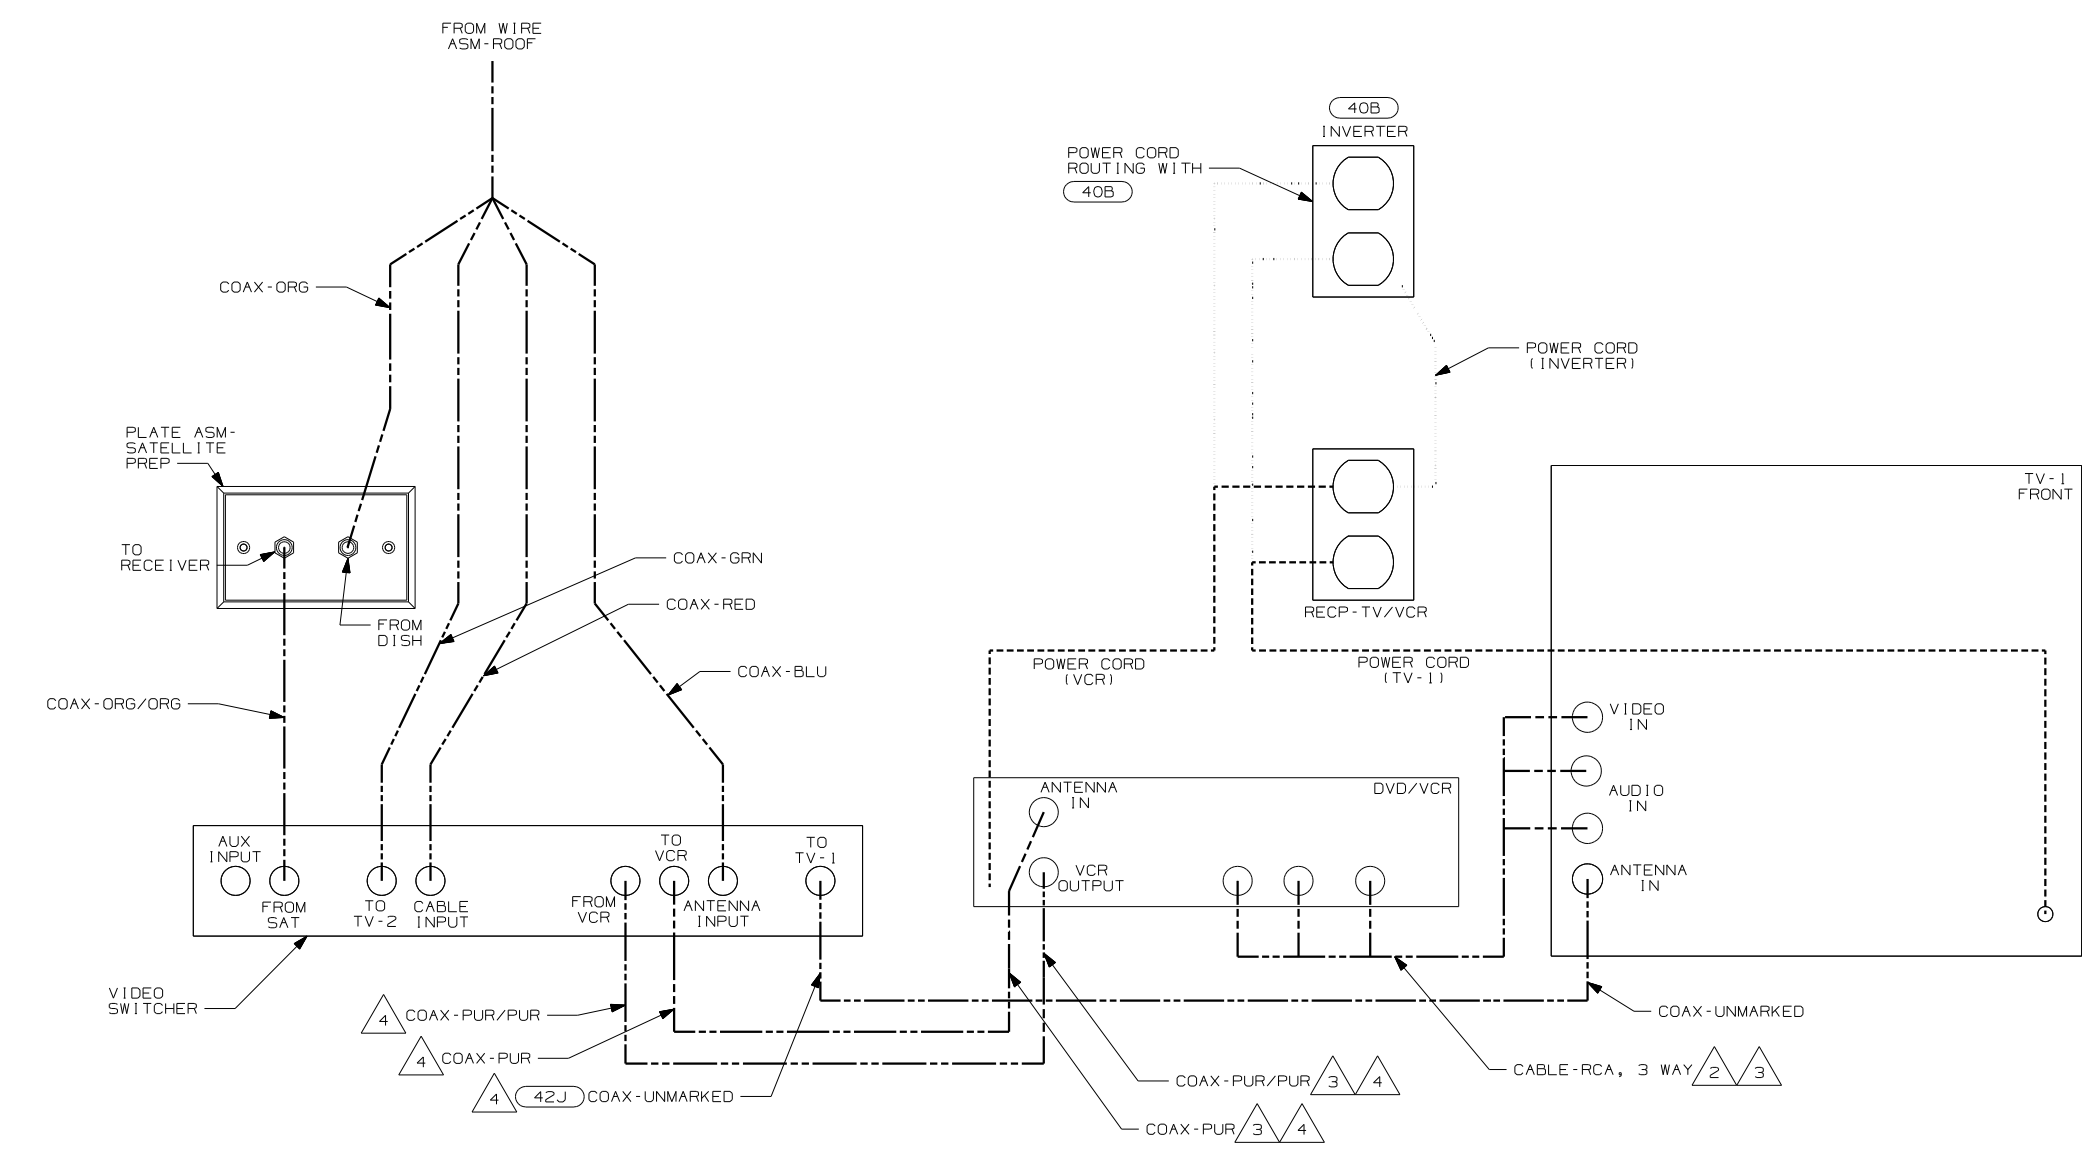 FROM WIRE
ASM-ROOF
40B
INVERTER
POWER CORD
ROUTING WITH
40B
COAX-ORG
POWER CORD
(INVERTER)
PLATE ASM-
SATELLITE
PREP
TV-1
FRONT
TO
RECEIVER
COAX-GRN
COAX-RED
RECP-TV/VCR
FROM
DISH
COAX-BLU
POWER CORD
(VCR)
POWER CORD
(TV-1)
COAX-ORG/ORG
VIDEO
IN
AUDIO
IN
ANTENNA
IN
DVD/VCR
ANTENNA
IN
VCR
OUTPUT
AUX
INPUT
TO
VCR
TO
TV-1
FROM
SAT
TO
TV-2
CABLE
INPUT
FROM
VCR
ANTENNA
INPUT
VIDEO
SWITCHER
4 COAX-PUR/PUR
4 COAX-PUR
4 42J COAX-UNMARKED
COAX-UNMARKED
CABLE-RCA, 3 WAY 2 3
COAX-PUR/PUR 3 4
COAX-PUR 3 4